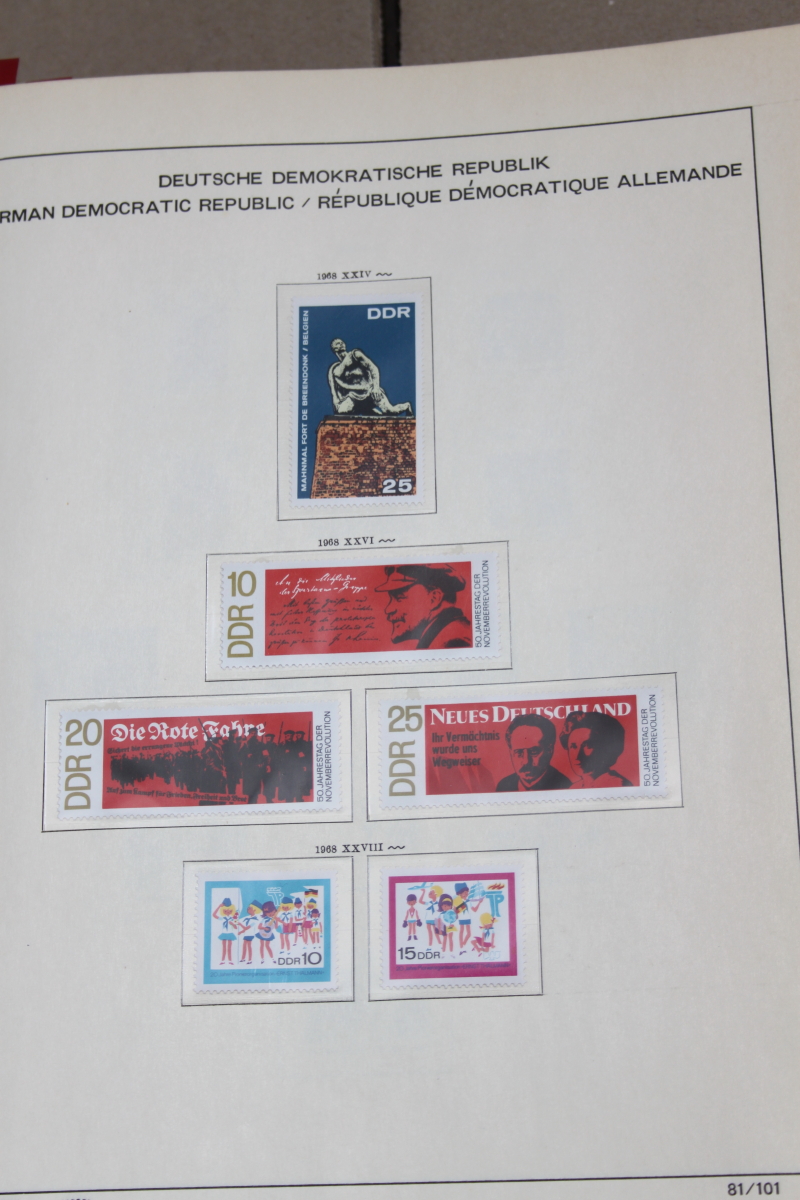 DEUTSCHE DEMOKRATISCHE REPUBLIK
RMAN DEMOCRATIC REPUBLIC / RÉPUBLIQUE DÉMOCRATIQUE ALLEMANDE
1968 XXIV
DDR
MAHNMAL FORT DE BREENDONK / BELGIEN
25
1968 XXVI
DDR 10
50. JAHRESTAG DER
NOVEMBERREVOLUTION
DDR 20
Die Rote Fahne
50. JAHRESTAG DER
NOVEMBERREVOLUTION
DDR 25
NEUES DEUTSCHLAND
Ihr Vermächtnis
wurde uns
Wegweiser
50. JAHRESTAG DER
NOVEMBERREVOLUTION
1968 XXVIII
DDR 10
15 DDR
81/101